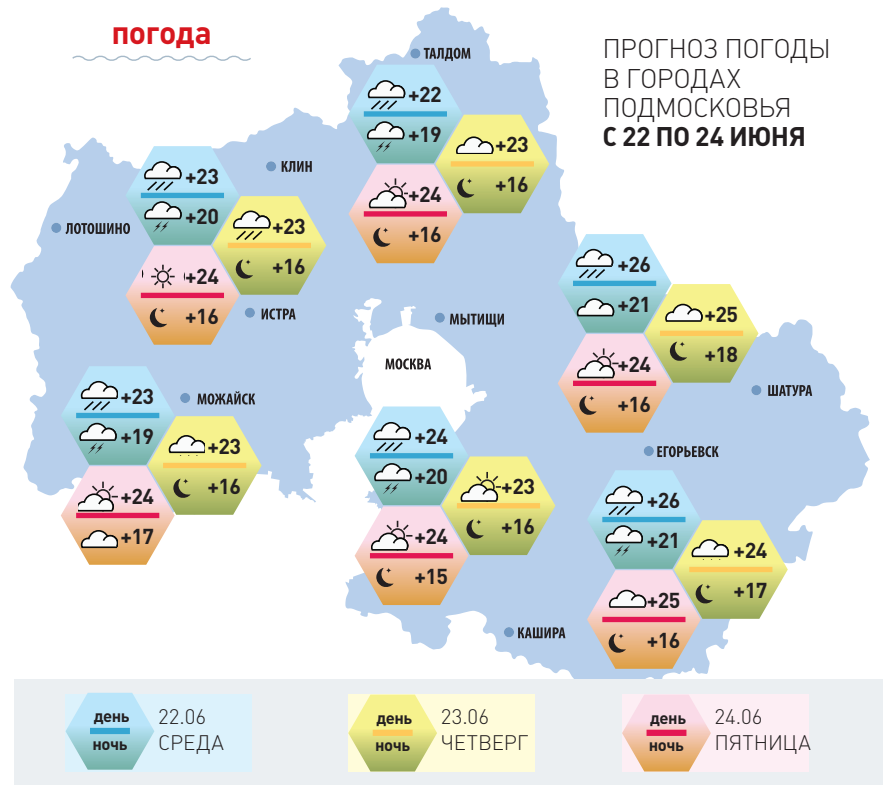 погода
ПРОГНОЗ ПОГОДЫ
В ГОРОДАХ
ПОДМОСКОВЬЯ
С 22 ПО 24 ИЮНЯ
ТАЛДОМ
+22
+19
+23
+16
+24
+16
КЛИН
ЛОТОШИНО
+23
+20
+23
+16
+24
+16
ИСТРА
МЫТИЩИ
МОСКВА
+26
+21
+25
+18
+24
+16
ШАТУРА
МОЖАЙСК
+23
+19
+23
+16
+24
+17
+24
+20
+23
+16
+24
+15
ЕГОРЬЕВСК
+26
+21
+24
+17
+25
+16
КАШИРА
день
ночь
22.06
СРЕДА
день
ночь
23.06
ЧЕТВЕРГ
день
ночь
24.06
ПЯТНИЦА